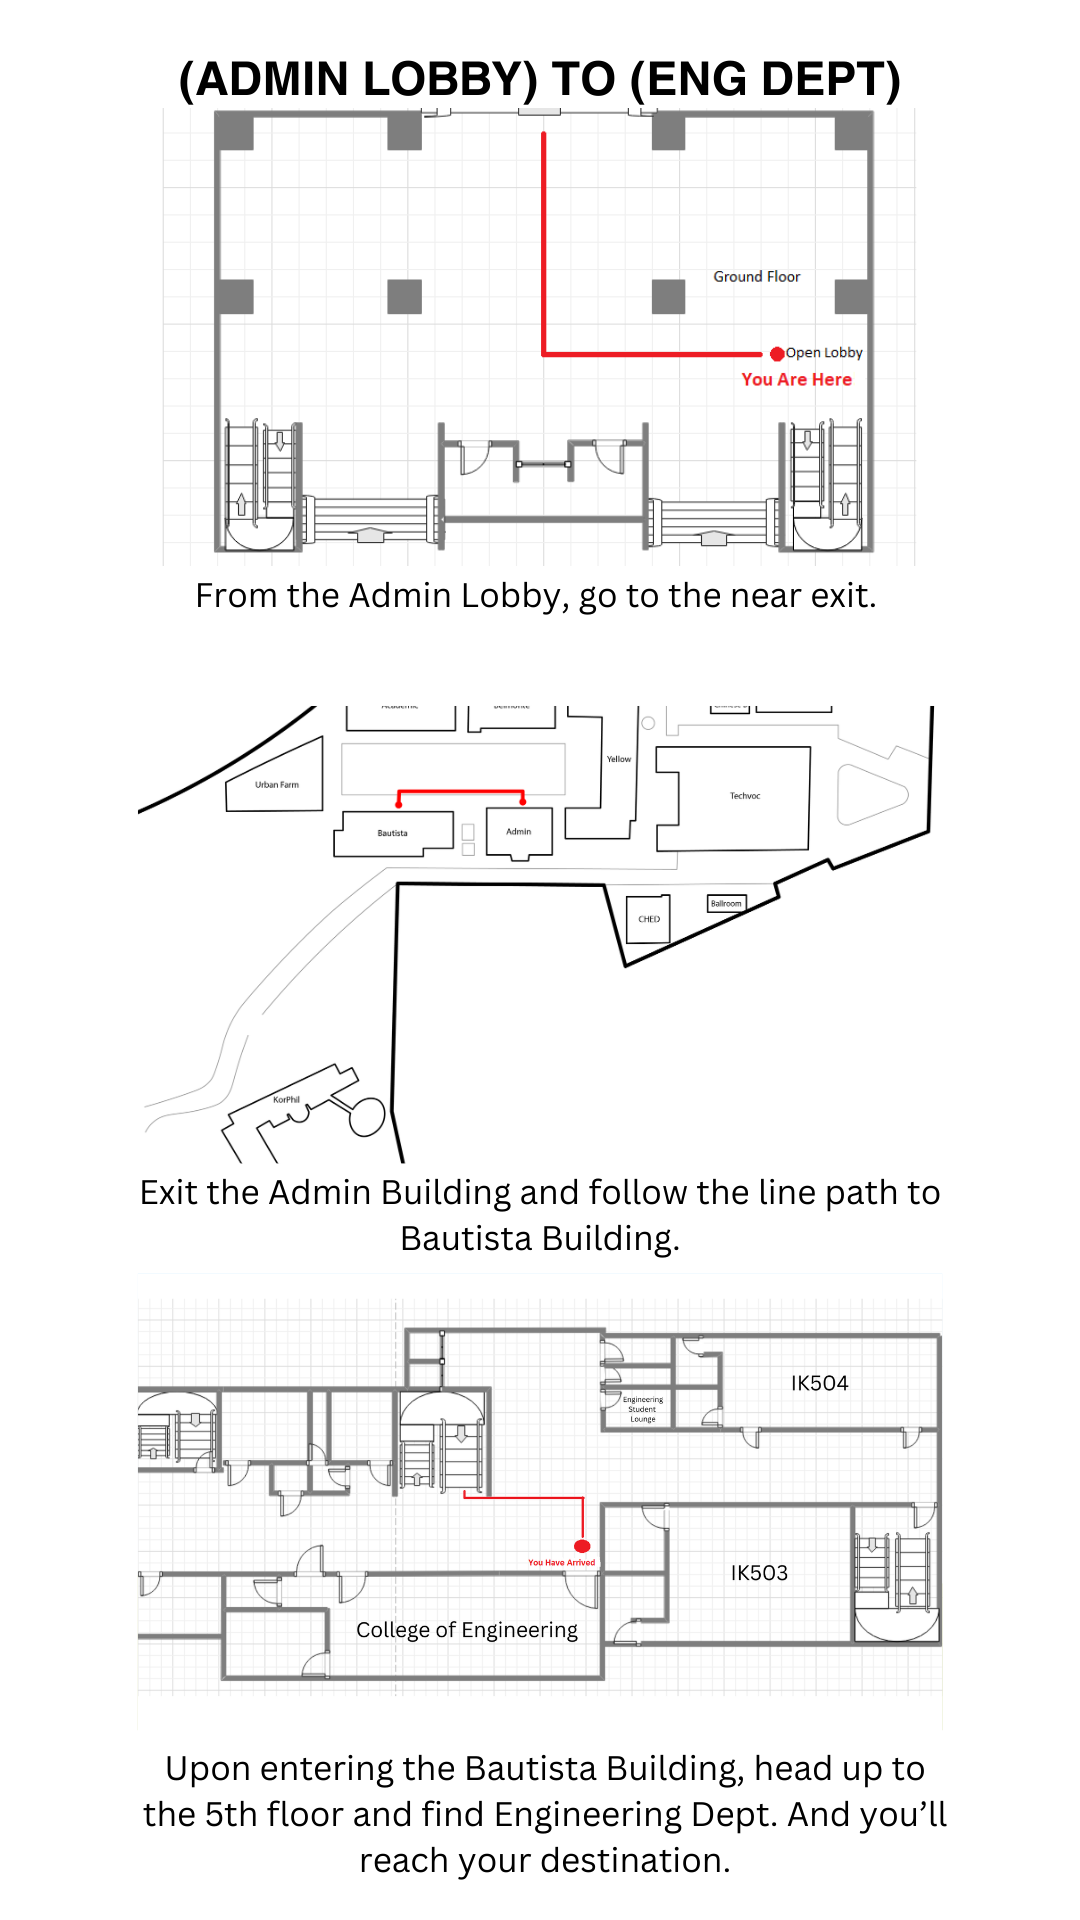 (ADMIN LOBBY) TO (ENG DEPT)
Ground Floor
Open Lobby
You Are Here
From the Admin Lobby, go to the near exit.
Academic
Belmonte
Yellow
Urban Farm
Techvoc
Bautista
Admin
CHED
Ballroom
KorPhil
Exit the Admin Building and follow the line path to
Bautista Building.
IK504
Engineering
Student
Lounge
You Have Arrived
IK503
College of Engineering
Upon entering the Bautista Building, head up to
the 5th floor and find Engineering Dept. And you’ll
reach your destination.